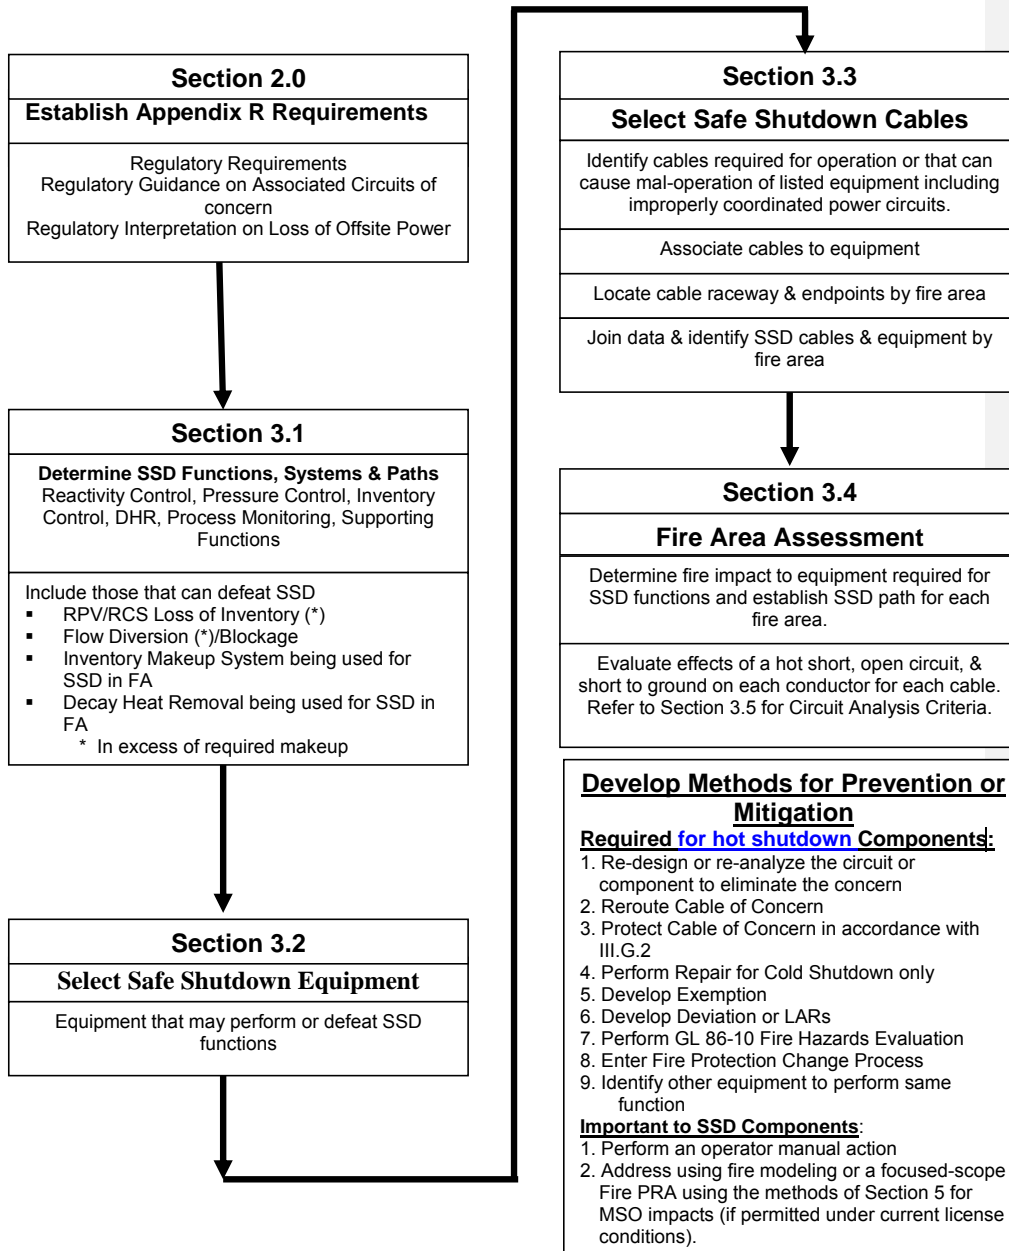 Section 2.0
Establish Appendix R Requirements
Regulatory Requirements
Regulatory Guidance on Associated Circuits of
concern
Regulatory Interpretation on Loss of Offsite Power
Section 3.1
Determine SSD Functions, Systems & Paths
Reactivity Control, Pressure Control, Inventory
Control, DHR, Process Monitoring, Supporting
Functions
Include those that can defeat SSD
▪ RPV/RCS Loss of Inventory (*)
▪ Flow Diversion (*)/Blockage
▪ Inventory Makeup System being used for
SSD in FA
▪ Decay Heat Removal being used for SSD in
FA
* In excess of required makeup
Section 3.2
Select Safe Shutdown Equipment
Equipment that may perform or defeat SSD
functions
Section 3.3
Select Safe Shutdown Cables
Identify cables required for operation or that can
cause mal-operation of listed equipment including
improperly coordinated power circuits.
Associate cables to equipment
Locate cable raceway & endpoints by fire area
Join data & identify SSD cables & equipment by
fire area
Section 3.4
Fire Area Assessment
Determine fire impact to equipment required for
SSD functions and establish SSD path for each
fire area.
Evaluate effects of a hot short, open circuit, &
short to ground on each conductor for each cable.
Refer to Section 3.5 for Circuit Analysis Criteria.
Develop Methods for Prevention or
Mitigation
Required for hot shutdown Components:
1. Re-design or re-analyze the circuit or
component to eliminate the concern
2. Reroute Cable of Concern
3. Protect Cable of Concern in accordance with
III.G.2
4. Perform Repair for Cold Shutdown only
5. Develop Exemption
6. Develop Deviation or LARs
7. Perform GL 86-10 Fire Hazards Evaluation
8. Enter Fire Protection Change Process
9. Identify other equipment to perform same
function
Important to SSD Components:
1. Perform an operator manual action
2. Address using fire modeling or a focused-scope
Fire PRA using the methods of Section 5 for
MSO impacts (if permitted under current license
conditions).